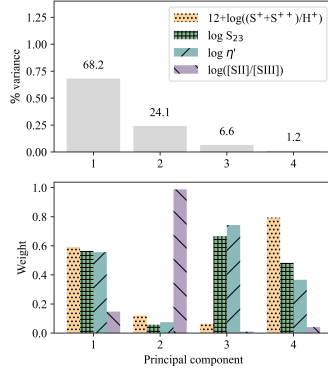 12+log((S⁺+S⁺⁺)/H⁺)
log S₂₃
log η'
log([SII]/[SIII])
1.25
1.00
0.75
0.50
0.25
0.00
% variance
68.2
24.1
6.6
1.2
1 2 3 4
1.0
0.8
0.6
0.4
0.2
0.0
Weight
1 2 3 4
Principal component